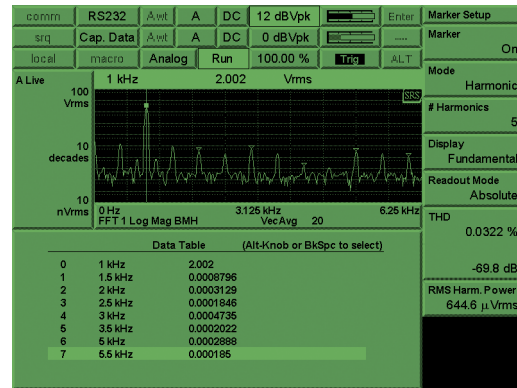 comm RS232 Awt A DC 12 dBVpk Enter Marker Setup
srq Cap. Data Awt A DC 0 dBVpk ---- Marker
On
local macro Analog Run 100.00 % Trig ALT
Mode
Harmonic
A Live 1 kHz 2.002 Vrms
100
Vrms
SRS
# Harmonics
5
10
decades
Display
Fundamental
Readout Mode
Absolute
10
nVrms
0 Hz 3.125 kHz 6.25 kHz
FFT 1 Log Mag BMH VecAvg 20
THD
0.0322 %
-69.8 dB
Data Table (Alt-Knob or BkSpc to select)
0 1 kHz 2.002
1 1.5 kHz 0.0008796
2 2 kHz 0.0003129
3 2.5 kHz 0.0001846
4 3 kHz 0.0004735
5 3.5 kHz 0.0002022
6 5 kHz 0.0002888
7 5.5 kHz 0.000185
RMS Harm. Power
644.6 μVrms